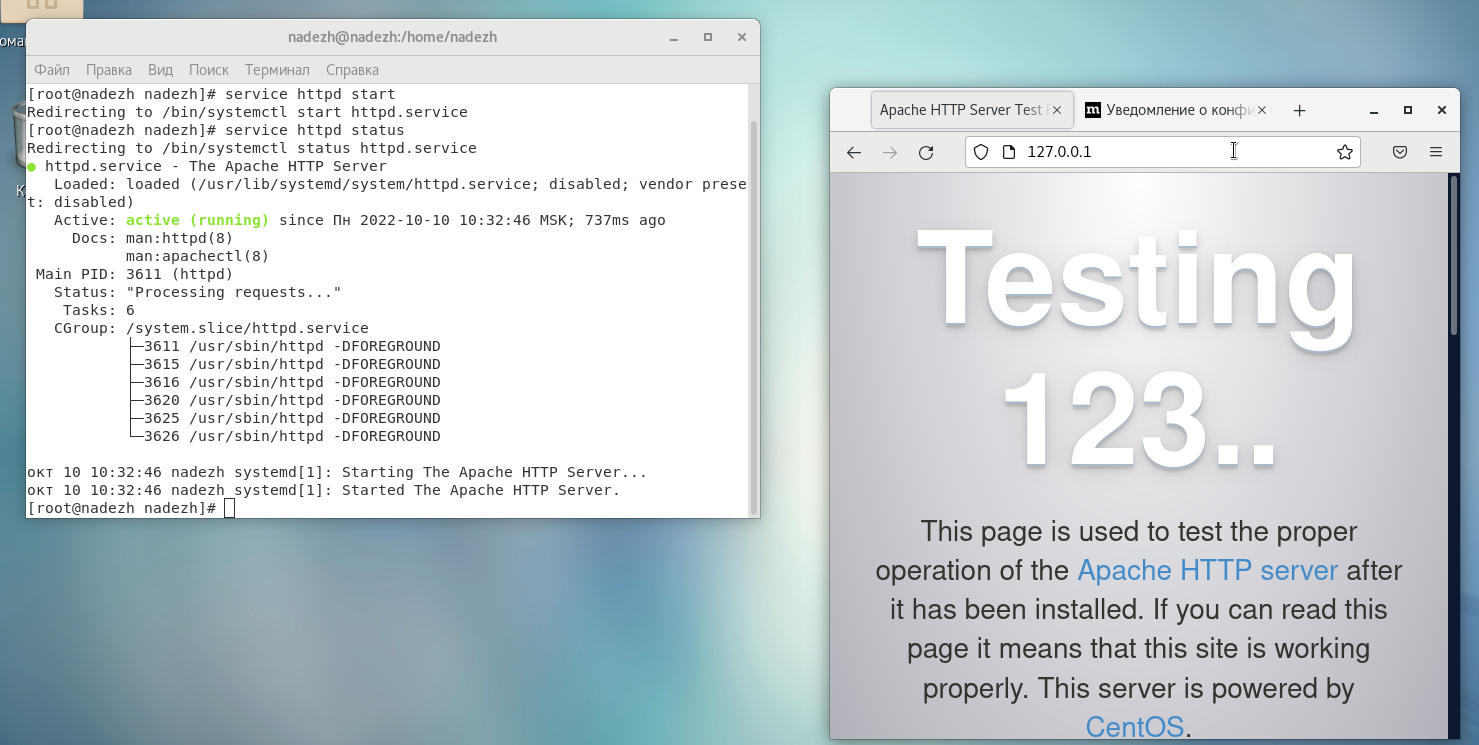 nadezh@nadezh:/home/nadezh
Файл Правка Вид Поиск Терминал Справка
[root@nadezh nadezh]# service httpd start
Redirecting to /bin/systemctl start httpd.service
[root@nadezh nadezh]# service httpd status
Redirecting to /bin/systemctl status httpd.service
● httpd.service - The Apache HTTP Server
   Loaded: loaded (/usr/lib/systemd/system/httpd.service; disabled; vendor prese
t: disabled)
   Active: active (running) since Пн 2022-10-10 10:32:46 MSK; 737ms ago
     Docs: man:httpd(8)
           man:apachectl(8)
 Main PID: 3611 (httpd)
   Status: "Processing requests..."
    Tasks: 6
   CGroup: /system.slice/httpd.service
           ├─3611 /usr/sbin/httpd -DFOREGROUND
           ├─3615 /usr/sbin/httpd -DFOREGROUND
           ├─3616 /usr/sbin/httpd -DFOREGROUND
           ├─3620 /usr/sbin/httpd -DFOREGROUND
           ├─3625 /usr/sbin/httpd -DFOREGROUND
           └─3626 /usr/sbin/httpd -DFOREGROUND
окт 10 10:32:46 nadezh systemd[1]: Starting The Apache HTTP Server...
окт 10 10:32:46 nadezh systemd[1]: Started The Apache HTTP Server.
[root@nadezh nadezh]#
Apache HTTP Server Test
m Уведомление о конфи
127.0.0.1
Testing
123..
This page is used to test the proper
operation of the Apache HTTP server after
it has been installed. If you can read this
page it means that this site is working
properly. This server is powered by
CentOS.